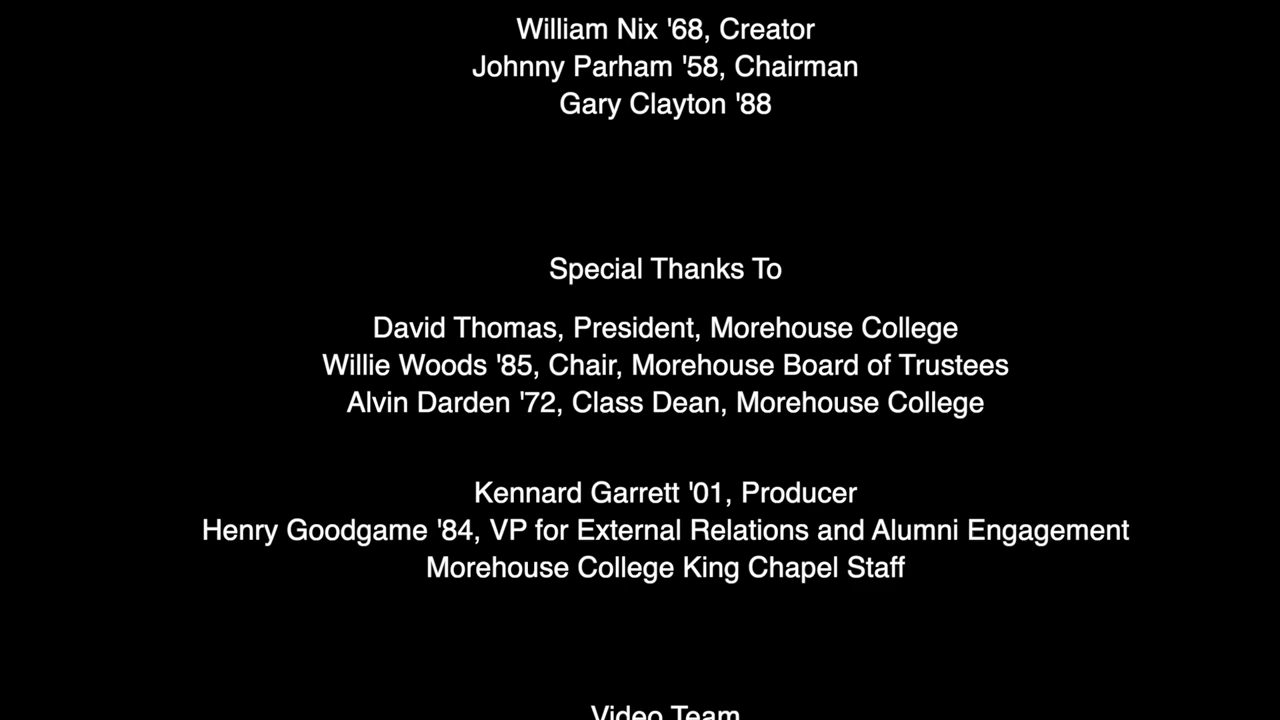 William Nix '68, Creator
Johnny Parham '58, Chairman
Gary Clayton '88
Special Thanks To
David Thomas, President, Morehouse College
Willie Woods '85, Chair, Morehouse Board of Trustees
Alvin Darden '72, Class Dean, Morehouse College
Kennard Garrett '01, Producer
Henry Goodgame '84, VP for External Relations and Alumni Engagement
Morehouse College King Chapel Staff
Video Team